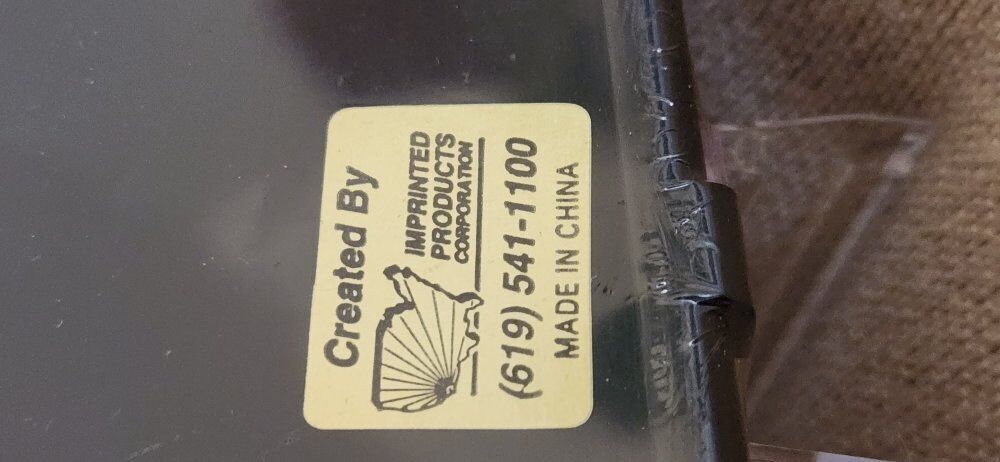 Created By
IMPRINTED
PRODUCTS
CORPORATION
(619) 541-1100
MADE IN CHINA